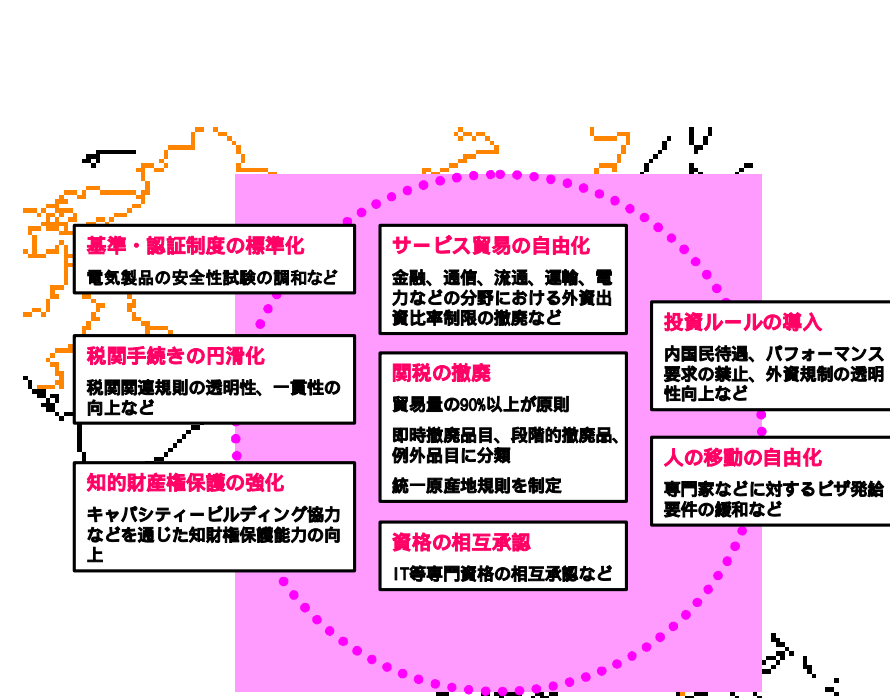 基準・認証制度の標準化
電気製品の安全性試験の調和など
税関手続きの円滑化
税関関連規則の透明性、一貫性の
向上など
知的財産権保護の強化
キャパシティービルディング協力
などを通じた知財権保護能力の向
上
サービス貿易の自由化
金融、通信、流通、運輸、電
力などの分野における外資出
資比率制限の撤廃など
関税の撤廃
貿易量の90%以上が原則
即時撤廃品目、段階的撤廃品、
例外品目に分類
統一原産地規則を制定
資格の相互承認
IT等専門資格の相互承認など
投資ルールの導入
内国民待遇、パフォーマンス
要求の禁止、外資規制の透明
性向上など
人の移動の自由化
専門家などに対するビザ発給
要件の緩和など